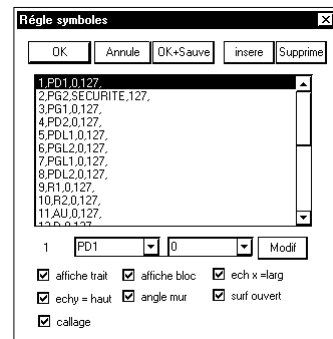 Régle symboles
OK Annule OK+Sauve insere Supprime
1,PD1,0,127,
2,PG2,SECURITE,127,
3,PG1,0,127,
4,PD2,0,127,
5,PDL1,0,127,
6,PGL2,0,127,
7,PGL1,0,127,
8,PDL2,0,127,
9,R1,0,127,
10,R2,0,127,
11,AU,0,127,
1 PD1 0 Modif
affiche trait affiche bloc ech x =larg
echy = haut angle mur surf ouvert
callage